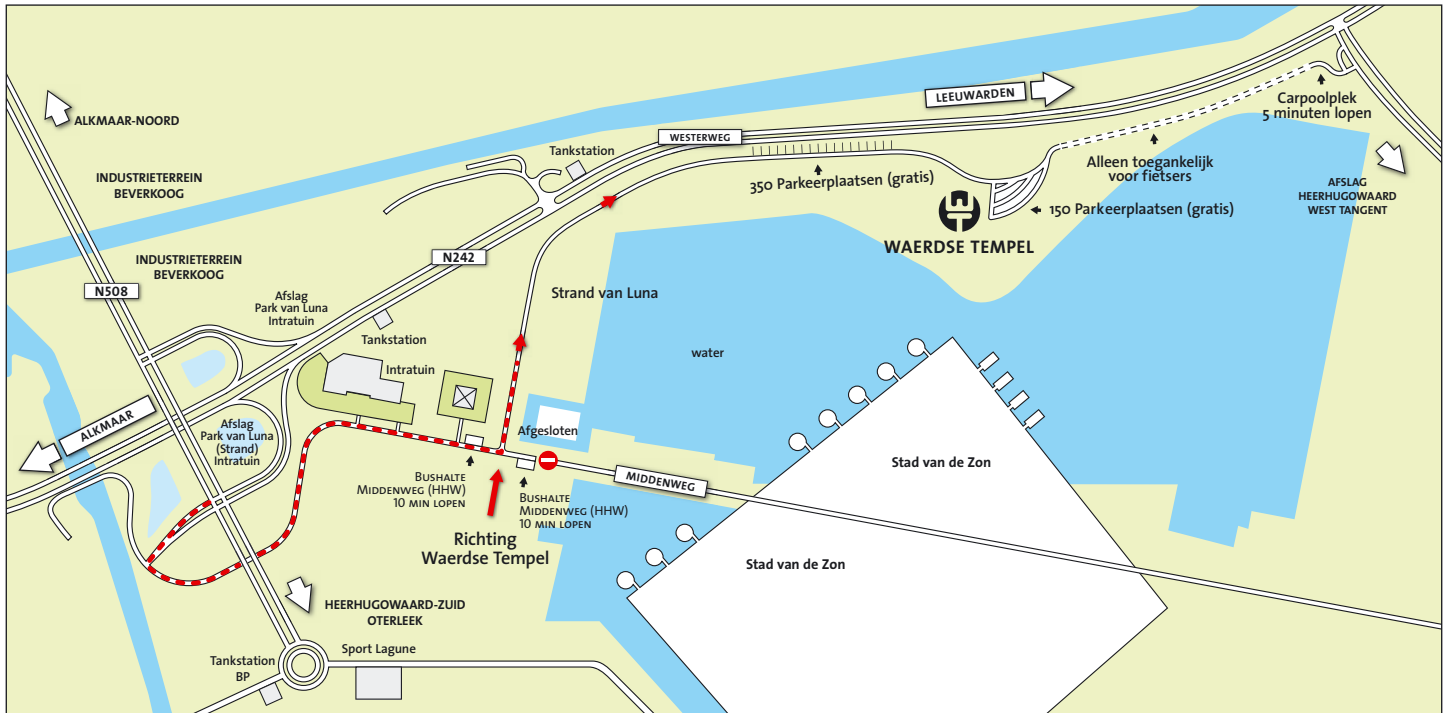 ALKMAAR-NOORD
INDUSTRIETERREIN
BEVERKOOG
INDUSTRIETERREIN
BEVERKOOG
N508
Afslag
Park van Luna
Intratuin
Tankstation
WESTERWEG
LEEUWARDEN
Carpoolplek
5 minuten lopen
Alleen toegankelijk
voor fietsers
AFSLAG
HEERHUGOWAARD
WEST TANGENT
350 Parkeerplaatsen (gratis)
150 Parkeerplaatsen (gratis)
WAERDSE TEMPEL
N242
Strand van Luna
Tankstation
Intratuin
water
ALKMAAR
Afslag
Park van Luna
(Strand)
Intratuin
Afgesloten
MIDDENWEG
Stad van de Zon
BUSHALTE
MIDDENWEG (HHW)
10 MIN LOPEN
BUSHALTE
MIDDENWEG (HHW)
10 MIN LOPEN
Richting
Waerdse Tempel
Stad van de Zon
HEERHUGOWAARD-ZUID
OTERLEEK
Sport Lagune
Tankstation
BP